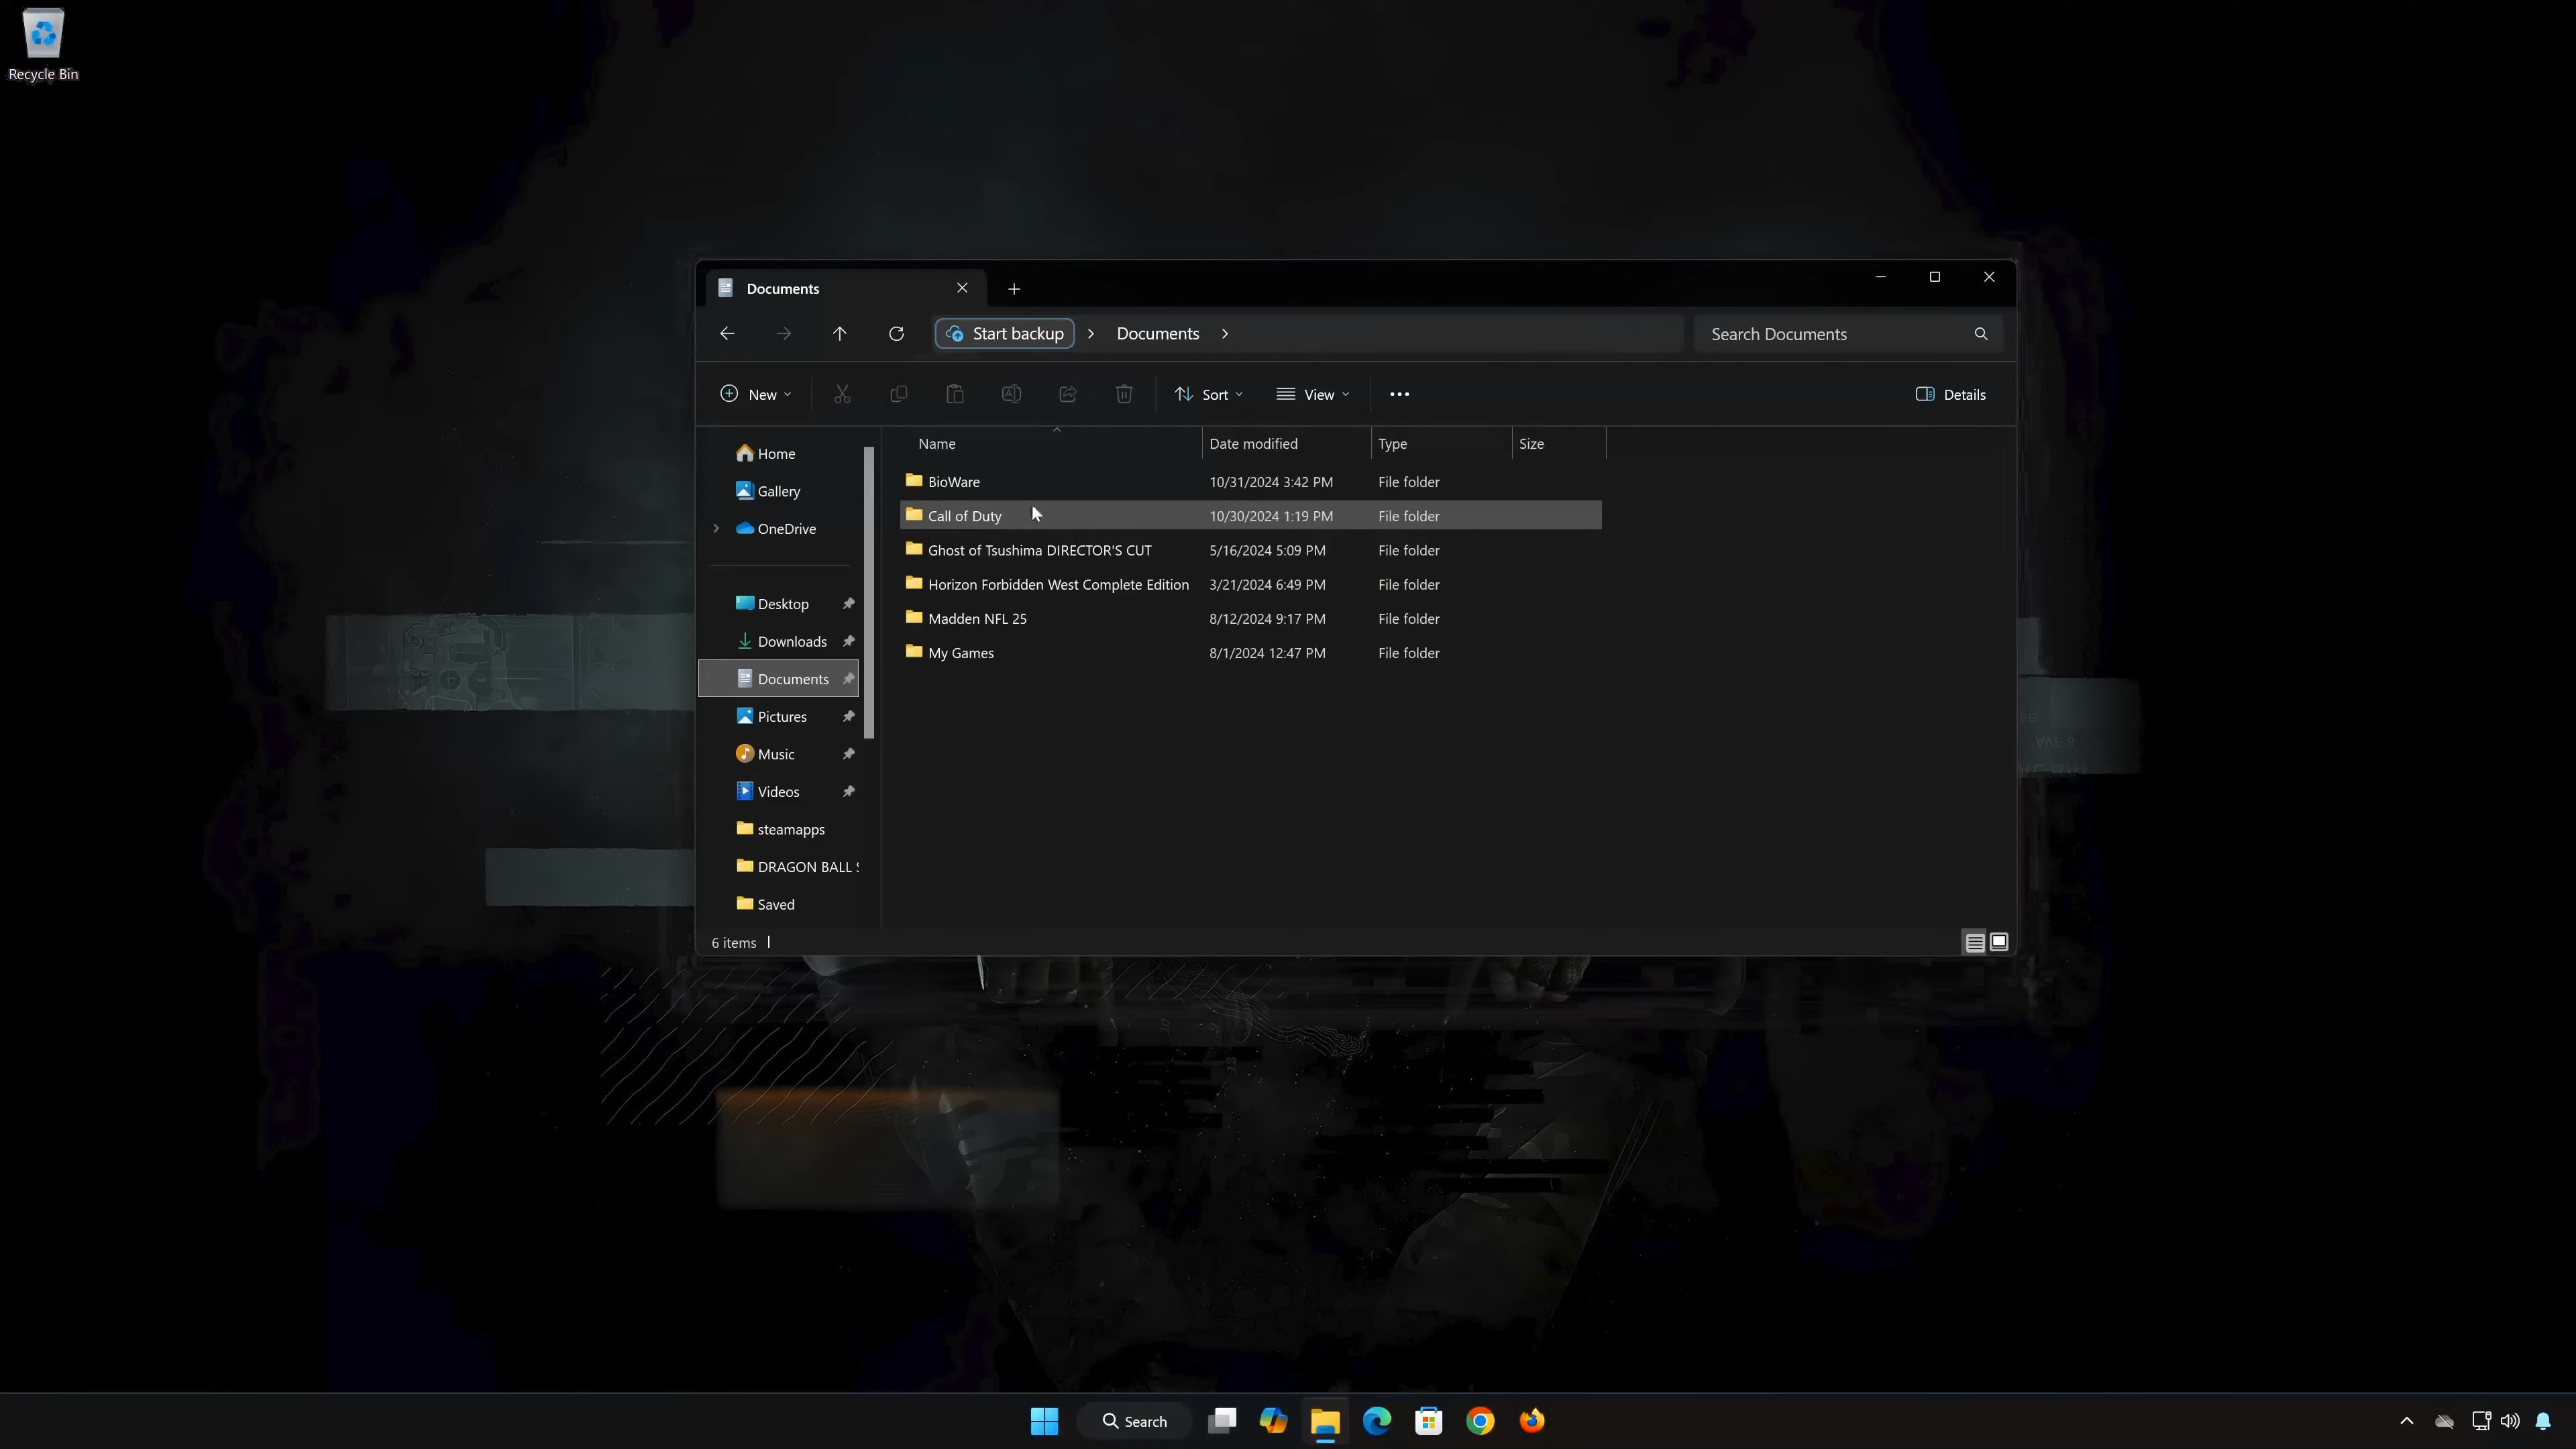 Recycle Bin
Documents
Start backup
Documents
Search Documents
New
Sort
View
Details
Name
Date modified
Type
Size
Home
Gallery
OneDrive
Desktop
Downloads
Documents
Pictures
Music
Videos
steamapps
DRAGON BALL
Saved
BioWare 10/31/2024 3:42 PM File folder
Call of Duty 10/30/2024 1:19 PM File folder
Ghost of Tsushima DIRECTOR'S CUT 5/16/2024 5:09 PM File folder
Horizon Forbidden West Complete Edition 3/21/2024 6:49 PM File folder
Madden NFL 25 8/12/2024 9:17 PM File folder
My Games 8/1/2024 12:47 PM File folder
6 items
Search